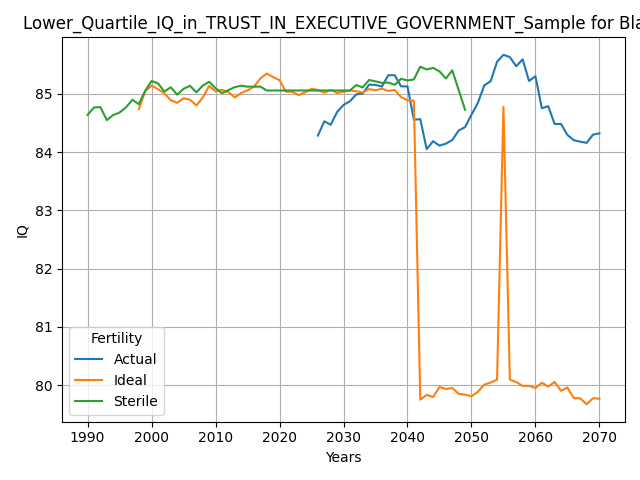 Lower_Quartile_IQ_in_TRUST_IN_EXECUTIVE_GOVERNMENT_Sample for Bla
IQ
85
84
83
82
81
80
Fertility
Actual
Ideal
Sterile
1990 2000 2010 2020 2030 2040 2050 2060 2070
Years